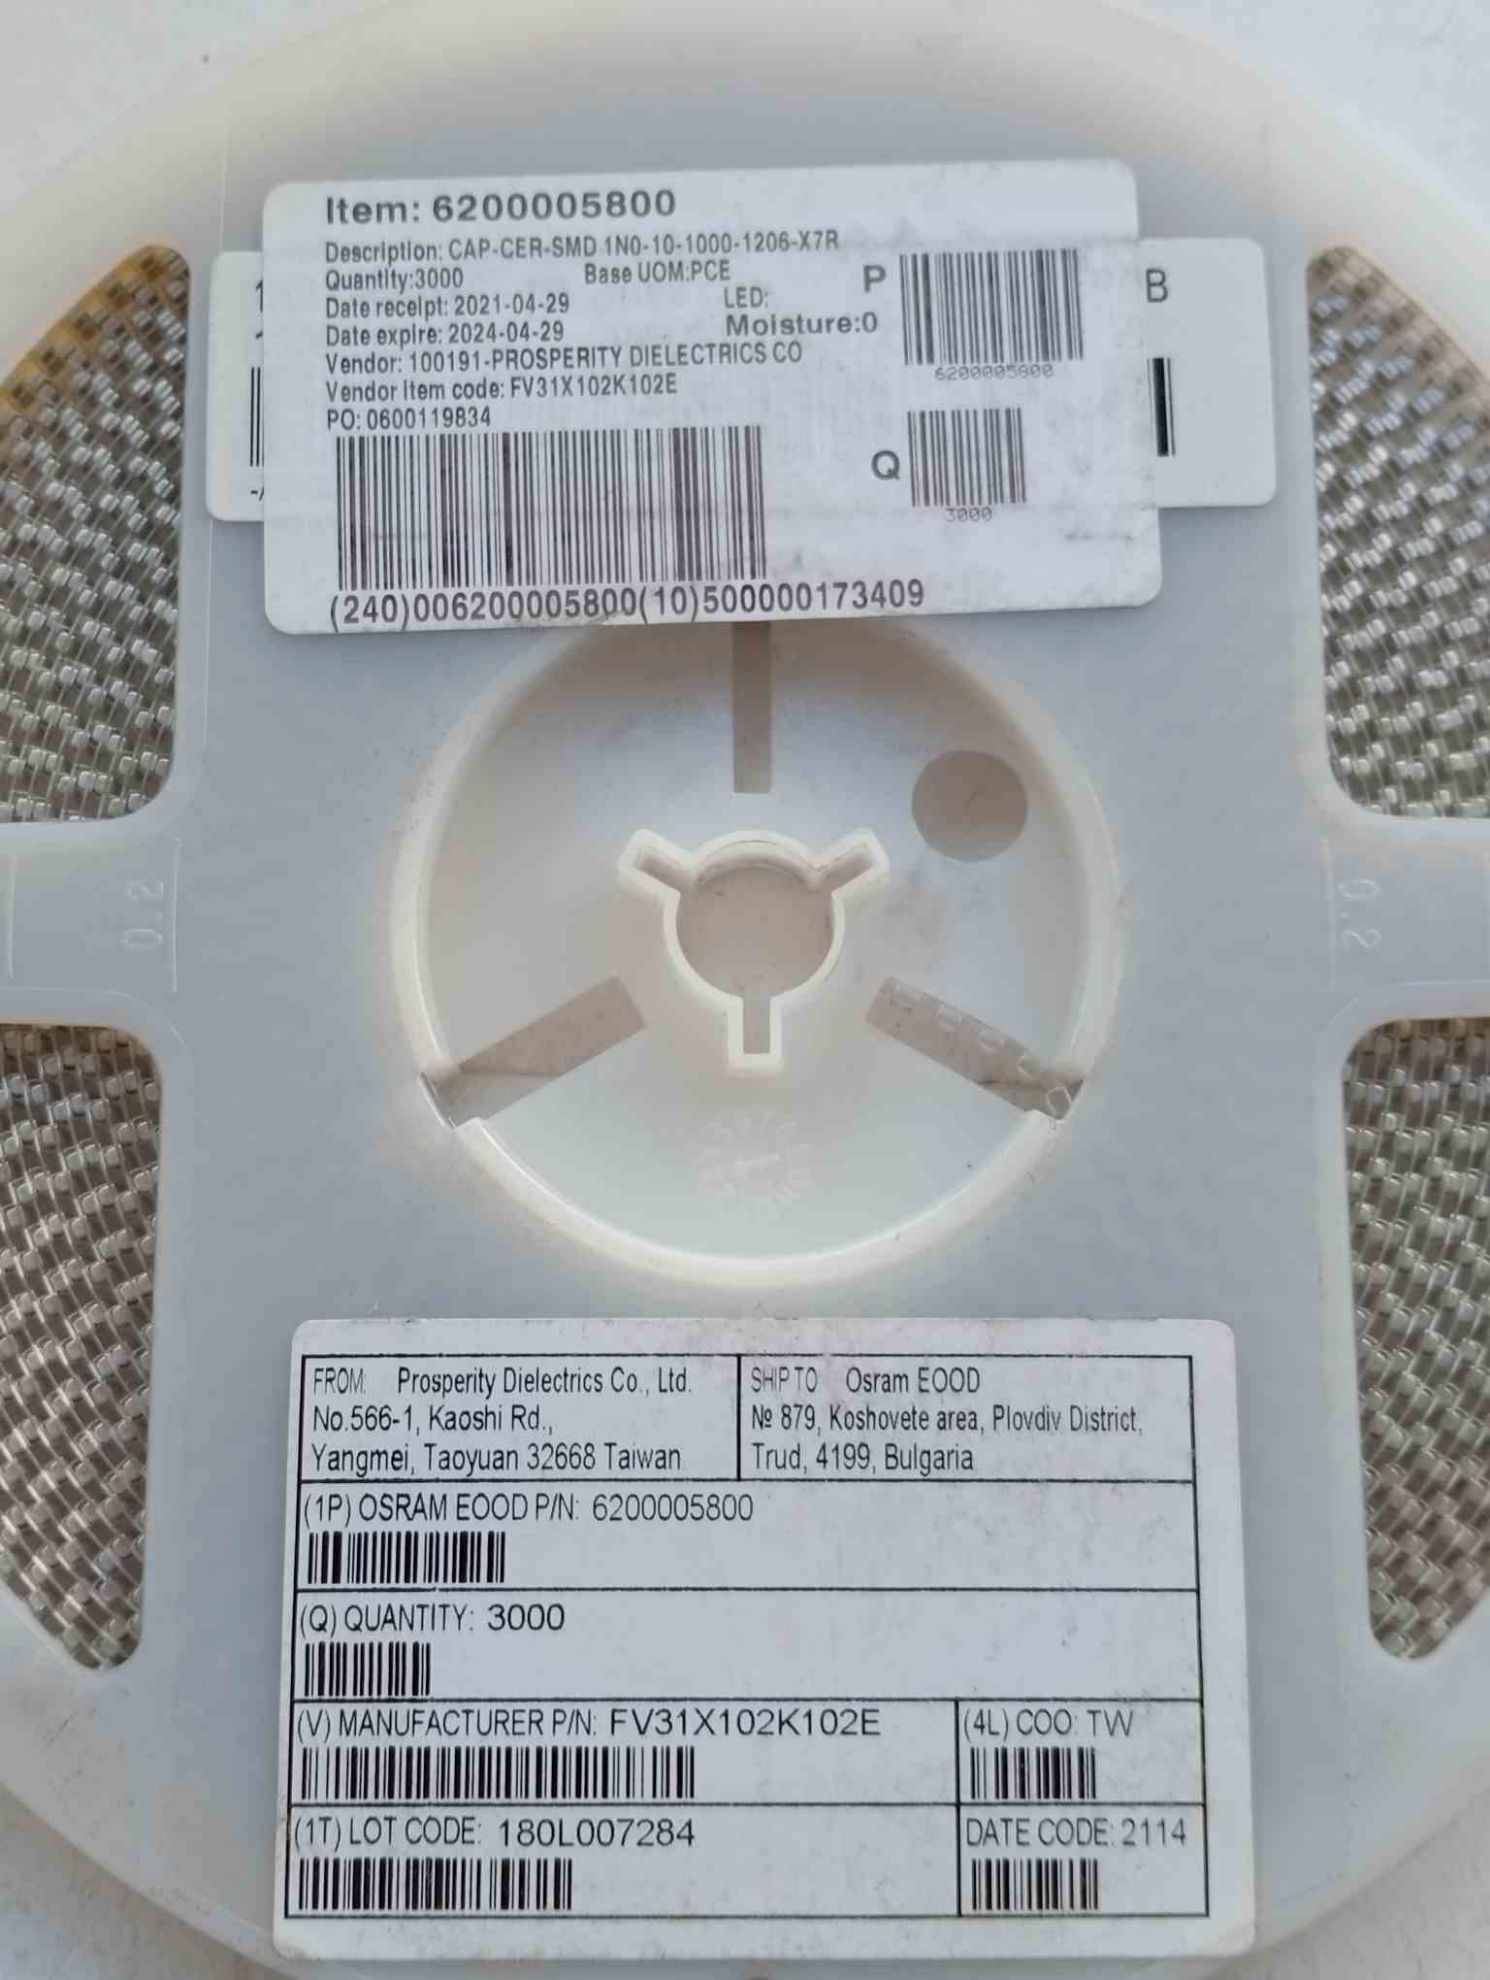 Item: 6200005800
Description: CAP-CER-SMD 1N0-10-1000-1206-X7R
Quantity:3000 Base UOM:PCE
Date receipt: 2021-04-29 LED:
Date expire: 2024-04-29 Moisture:0
Vendor: 100191-PROSPERITY DIELECTRICS CO
Vendor Item code: FV31X102K102E
PO: 0600119834
P
6200005800
Q
3000
(240)006200005800(10)500000173409
B
0.2
0.2
FROM: Prosperity Dielectrics Co., Ltd.
No.566-1, Kaoshi Rd.,
Yangmei, Taoyuan 32668 Taiwan
SHIP TO Osram EOOD
№ 879, Koshovete area, Plovdiv District,
Trud, 4199, Bulgaria
(1P) OSRAM EOOD P/N: 6200005800
(Q) QUANTITY: 3000
(V) MANUFACTURER P/N: FV31X102K102E
(4L) COO: TW
(1T) LOT CODE: 180L007284
DATE CODE: 2114